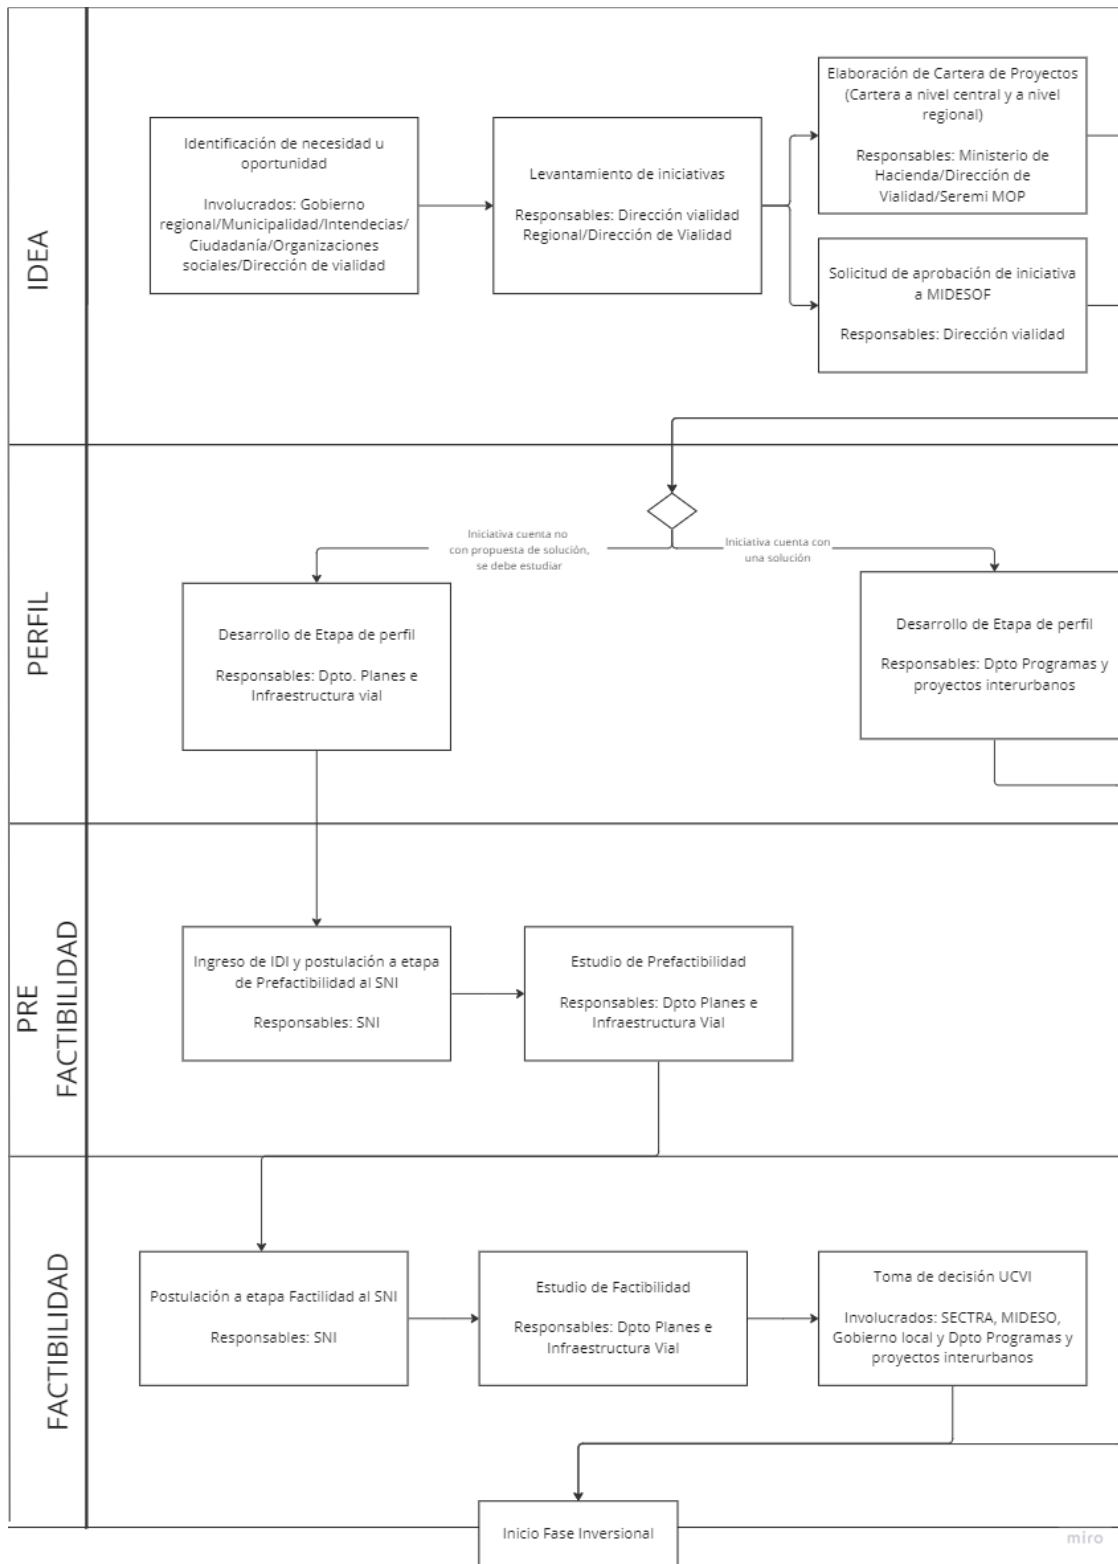 IDEA
Identificación de necesidad u
oportunidad
Involucrados: Gobierno
regional/Municipalidad/Intendecias/
Ciudadanía/Organizaciones
sociales/Dirección de vialidad
Levantamiento de iniciativas
Responsables: Dirección vialidad
Regional/Dirección de Vialidad
Elaboración de Cartera de Proyectos
(Cartera a nivel central y a nivel
regional)
Responsables: Ministerio de
Hacienda/Dirección de
Vialidad/Seremi MOP
Solicitud de aprobación de iniciativa
a MIDESOF
Responsables: Dirección vialidad
PERFIL
Iniciativa cuenta no
con propuesta de solución,
se debe estudiar
Iniciativa cuenta con
una solución
Desarrollo de Etapa de perfil
Responsables: Dpto. Planes e
Infraestructura vial
Desarrollo de Etapa de perfil
Responsables: Dpto Programas y
proyectos interurbanos
PRE
FACTIBILIDAD
Ingreso de IDI y postulación a etapa
de Prefactibilidad al SNI
Responsables: SNI
Estudio de Prefactibilidad
Responsables: Dpto Planes e
Infraestructura Vial
FACTIBILIDAD
Postulación a etapa Factilidad al SNI
Responsables: SNI
Estudio de Factibilidad
Responsables: Dpto Planes e
Infraestructura Vial
Toma de decisión UCVI
Involucrados: SECTRA, MIDESO,
Gobierno local y Dpto Programas y
proyectos interurbanos
Inicio Fase Inversional
miro